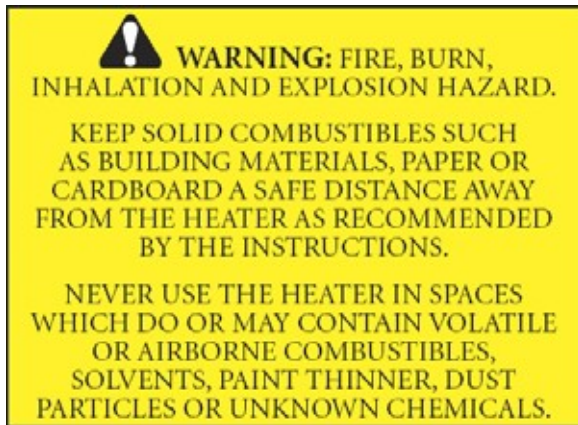 WARNING: FIRE, BURN,
INHALATION AND EXPLOSION HAZARD.
KEEP SOLID COMBUSTIBLES SUCH
AS BUILDING MATERIALS, PAPER OR
CARDBOARD A SAFE DISTANCE AWAY
FROM THE HEATER AS RECOMMENDED
BY THE INSTRUCTIONS.
NEVER USE THE HEATER IN SPACES
WHICH DO OR MAY CONTAIN VOLATILE
OR AIRBORNE COMBUSTIBLES,
SOLVENTS, PAINT THINNER, DUST
PARTICLES OR UNKNOWN CHEMICALS.